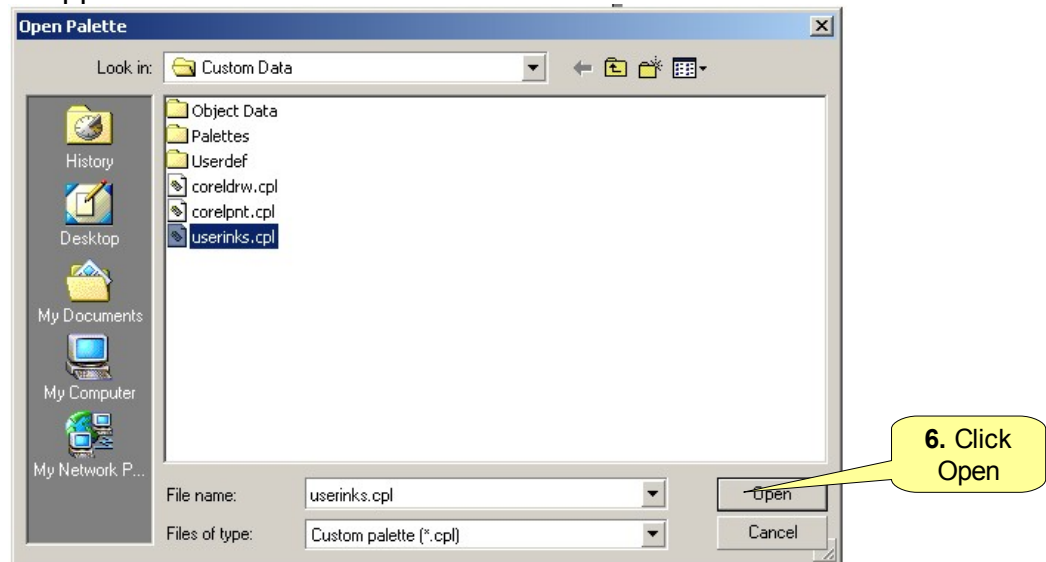 Open Palette
Look in: Custom Data
History
Desktop
My Documents
My Computer
My Network P...
Object Data
Palettes
Userdef
coreldrw.cpl
corelpnt.cpl
userinks.cpl
File name: userinks.cpl
Open
Files of type: Custom palette (*.cpl)
Cancel
6. Click
Open